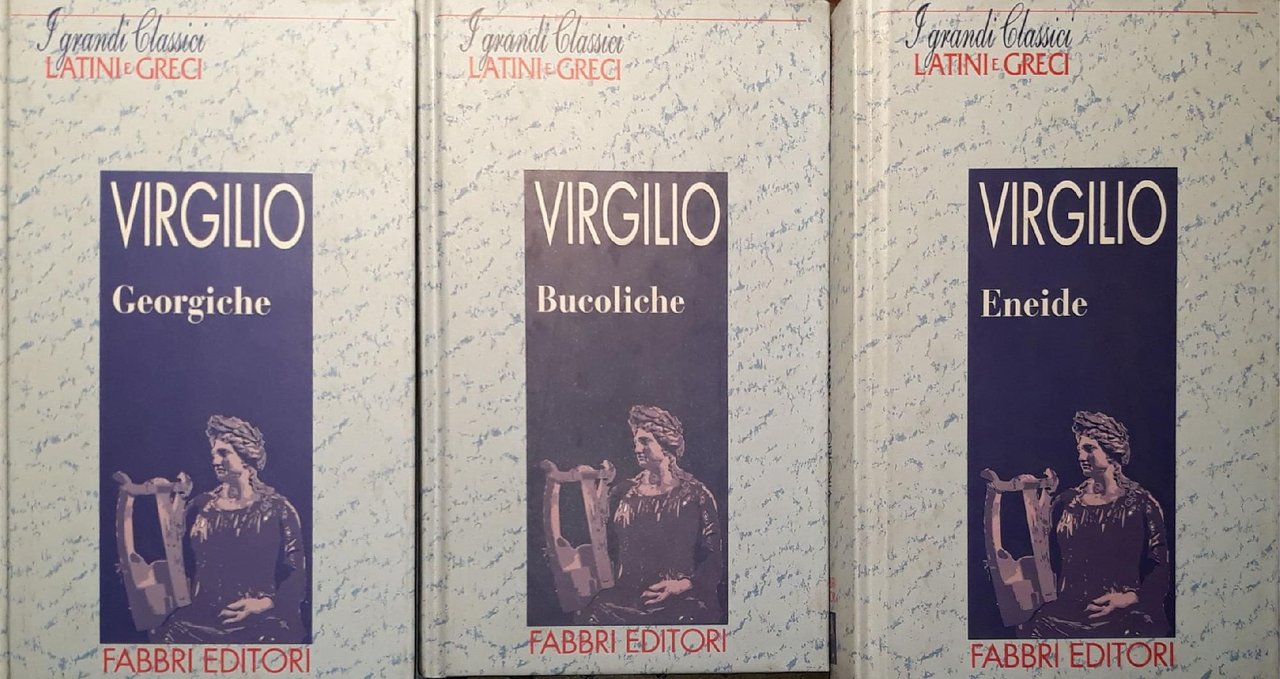 I grandi Classici
LATINI E GRECI
VIRGILIO
Georgiche
FABBRI EDITORI
I grandi Classici
LATINI E GRECI
VIRGILIO
Bucoliche
FABBRI EDITORI
I grandi Classici
LATINI E GRECI
VIRGILIO
Eneide
FABBRI EDITORI